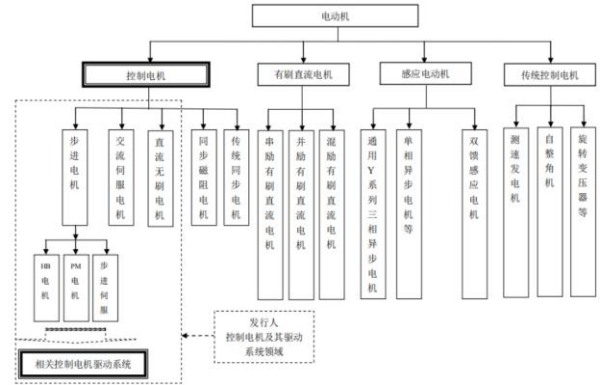 电动机
控制电机
有刷直流电机
感应电动机
传统控制电机
步进电机
交流伺服电机
直流无刷电机
同步磁阻电机
传统同步电机
串励有刷直流电机
并励有刷直流电机
混励有刷直流电机
通用Y系列三相异步电机
单相异步电机等
双馈感应电机
测速发电机
自整角机
旋转变压器等
HB电机
PM电机
步进伺服
发行人
控制电机及其驱动
系统领域
相关控制电机驱动系统